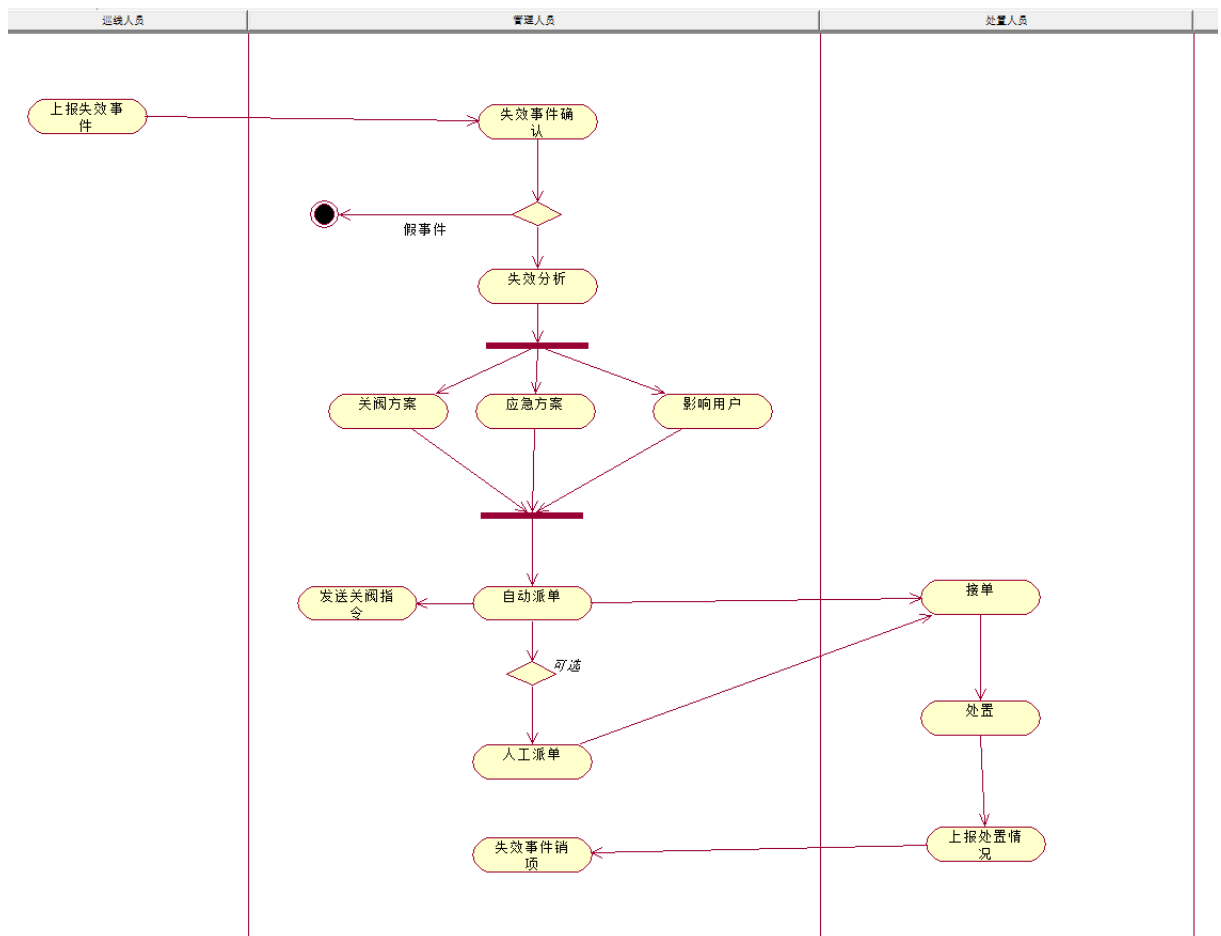 巡线人员
管理人员
处置人员
上报失效事
件
失效事件确
认
假事件
失效分析
关阀方案
应急方案
影响用户
发送关阀指
令
自动派单
接单
可选
处置
人工派单
上报处置情
况
失效事件销
项